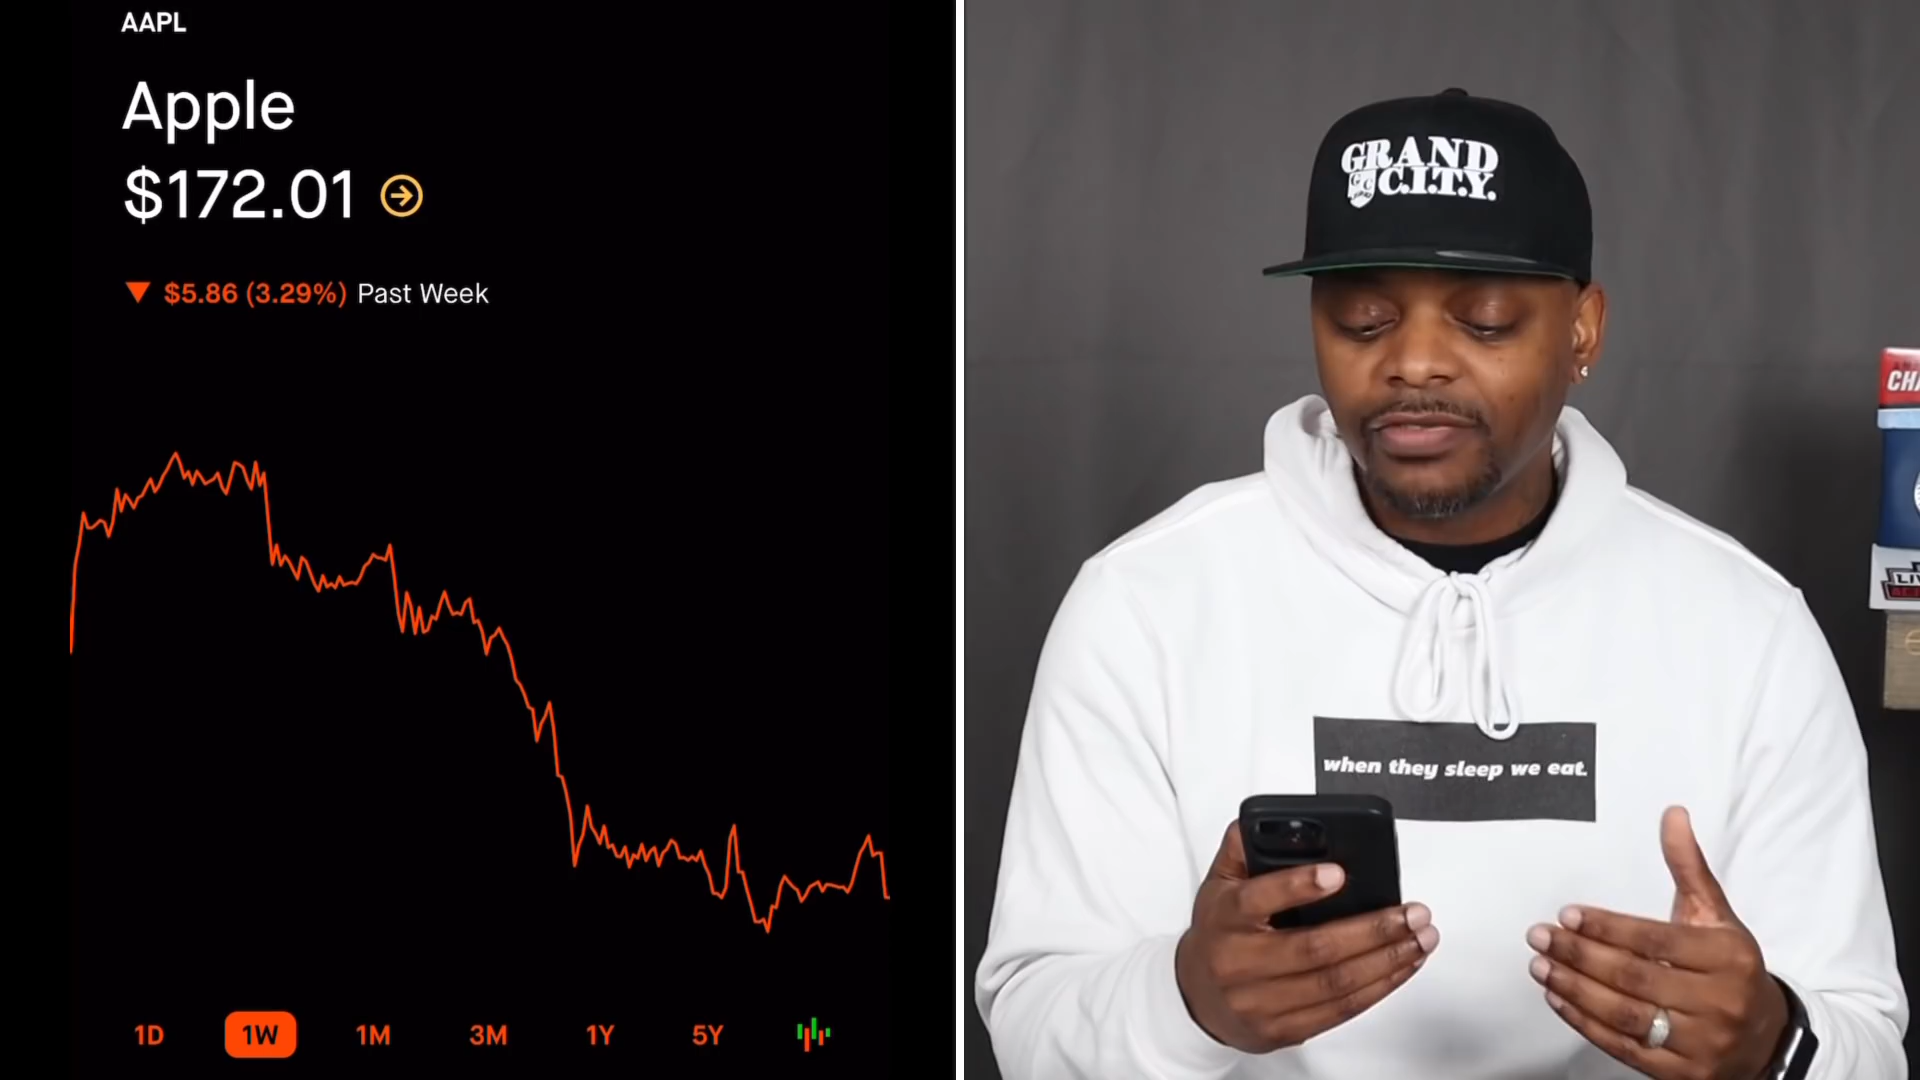 AAPL
Apple
$172.01
▼ $5.86 (3.29%) Past Week
1D 1W 1M 3M 1Y 5Y
GRAND
GC
C.I.T.Y.
when they sleep we eat.